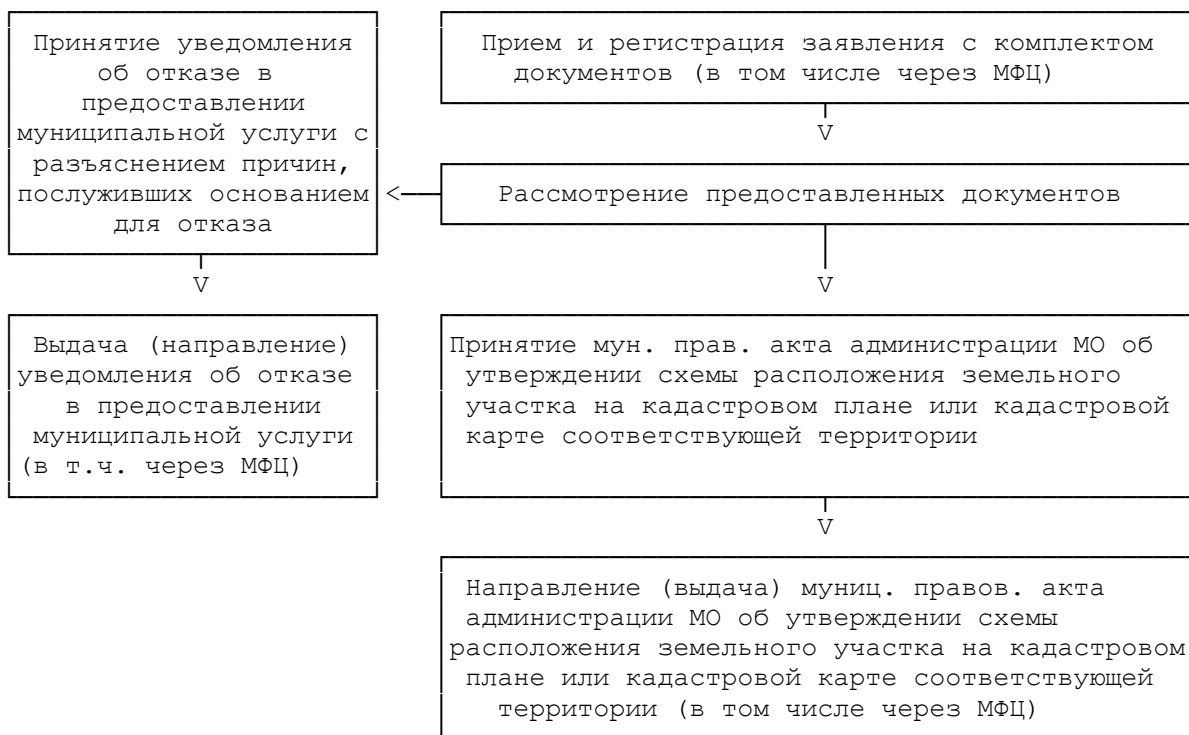 Принятие уведомления
об отказе в
предоставлении
муниципальной услуги с
разъяснением причин,
послуживших основанием
для отказа
Прием и регистрация заявления с комплектом
документов (в том числе через МФЦ)
V
<
Рассмотрение предоставленных документов
V
V
Выдача (направление)
уведомления об отказе
в предоставлении
муниципальной услуги
(в т.ч. через МФЦ)
Принятие мун. прав. акта администрации МО об
утверждении схемы расположения земельного
участка на кадастровом плане или кадастровой
карте соответствующей территории
V
Направление (выдача) муниц. правов. акта
администрации МО об утверждении схемы
расположения земельного участка на кадастровом
плане или кадастровой карте соответствующей
территории (в том числе через МФЦ)